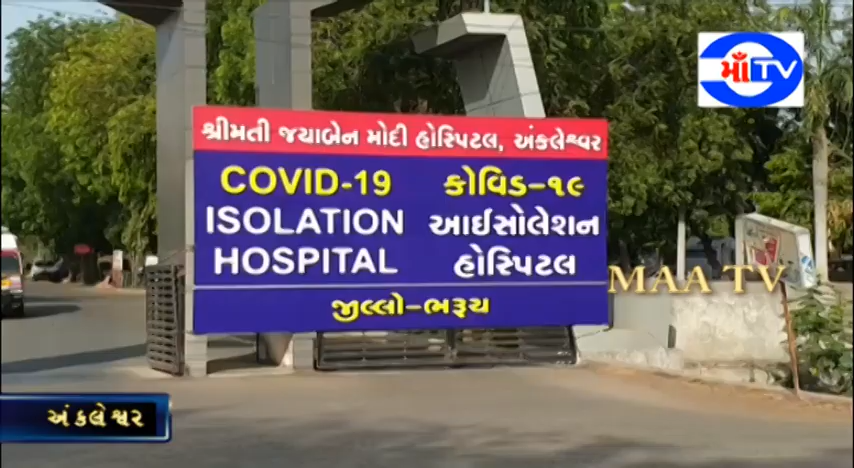 માઁTV
શ્રીમતી જયાબેન મોદી હોસ્પિટલ, અંકલેશ્વર
COVID-19 કોવિડ-૧૯
ISOLATION આઈસોલેશન
HOSPITAL હોસ્પિટલ
જીલ્લો-ભરૂચ
MAA TV
અંકલેશ્વર